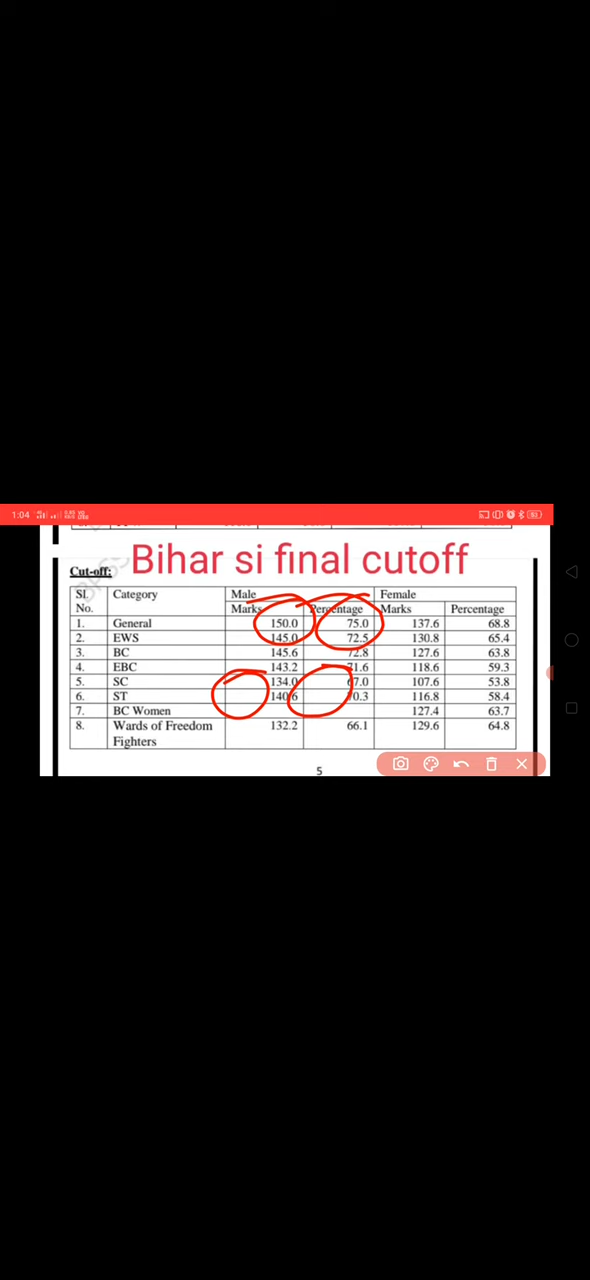 1:04
Bihar si final cutoff
Cut-off:
Sl. No. Category Male Female
Marks Percentage Marks Percentage
1. General 150.0 75.0 137.6 68.8
2. EWS 145.0 72.5 130.8 65.4
3. BC 145.6 72.8 127.6 63.8
4. EBC 143.2 71.6 118.6 59.3
5. SC 134.0 67.0 107.6 53.8
6. ST 140.6 70.3 116.8 58.4
7. BC Women 127.4 63.7
8. Wards of Freedom Fighters 132.2 66.1 129.6 64.8
5